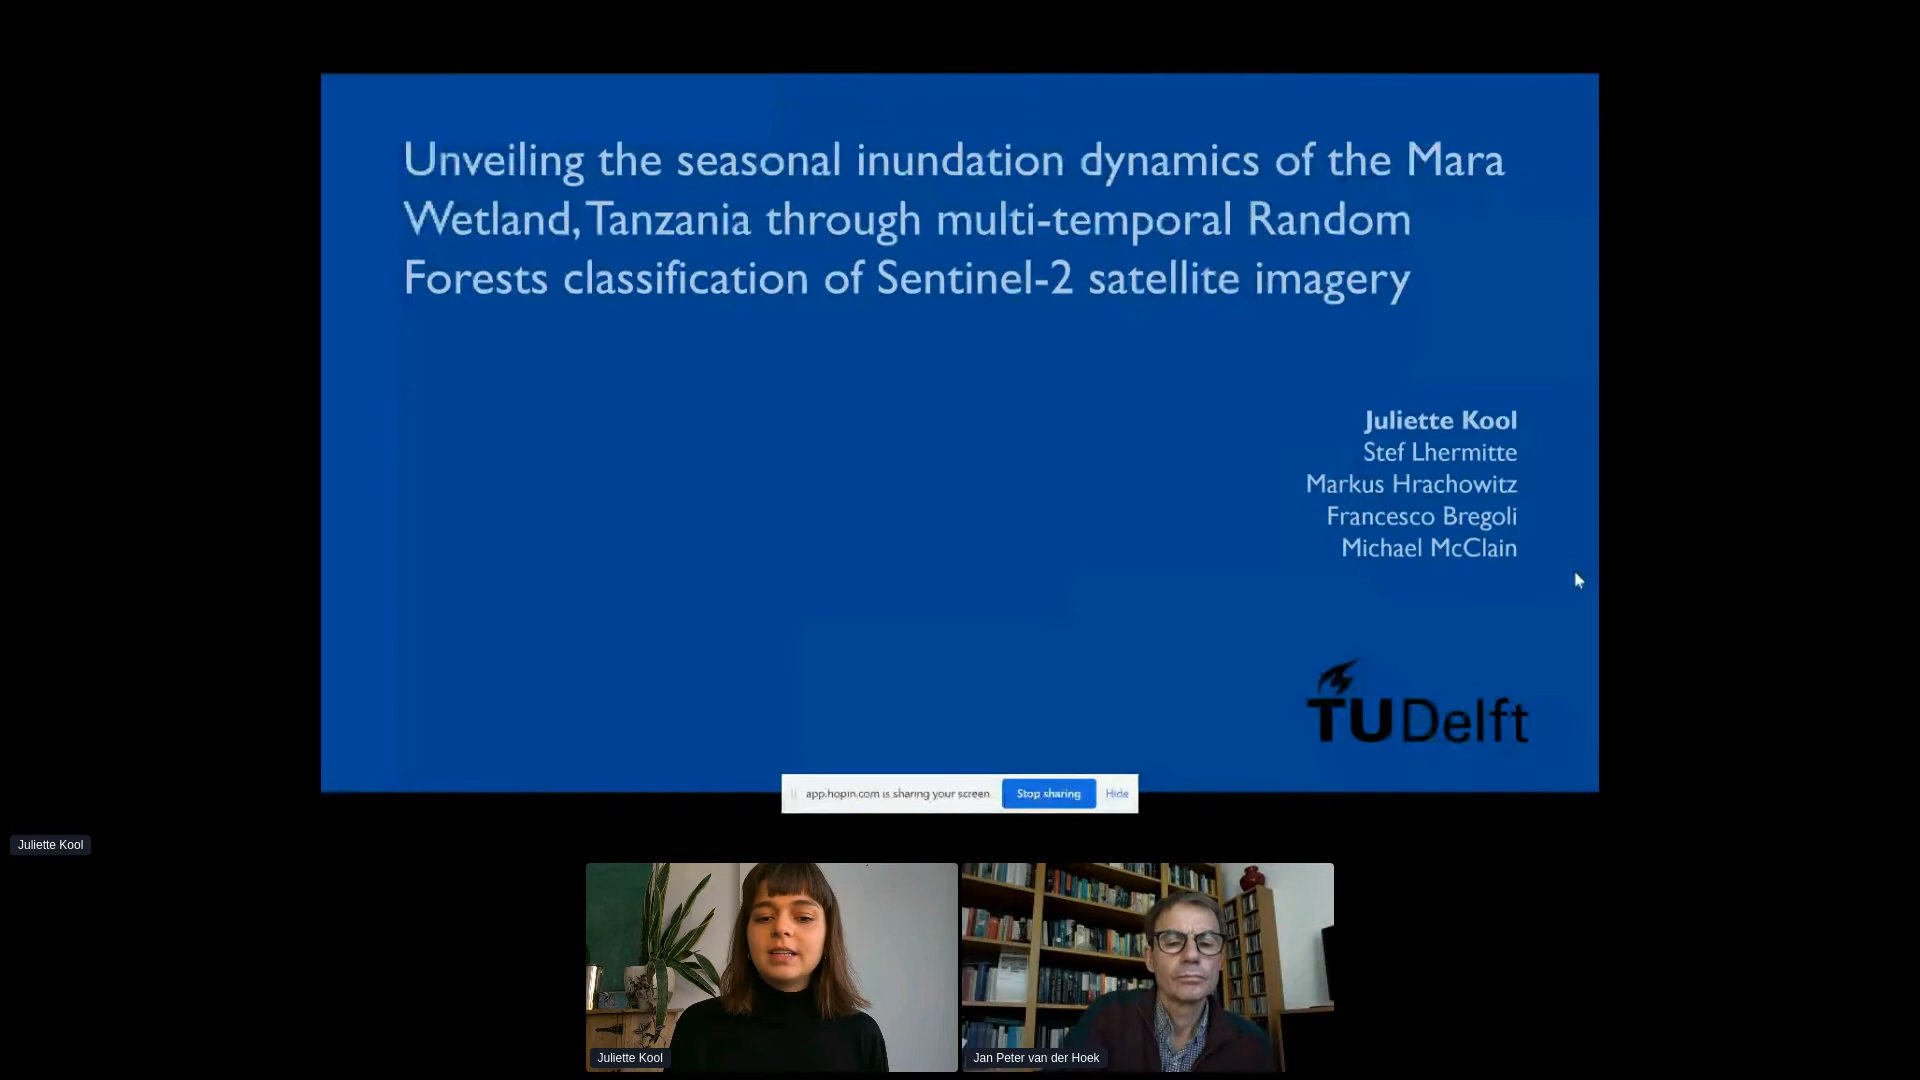 Unveiling the seasonal inundation dynamics of the Mara
Wetland, Tanzania through multi-temporal Random
Forests classification of Sentinel-2 satellite imagery
Juliette Kool
Stef Lhermitte
Markus Hrachowitz
Francesco Bregoli
Michael McClain
TUDelft
app.hopin.com is sharing your screen. Stop sharing Hide
Juliette Kool
Juliette Kool
Jan Peter van der Hoek